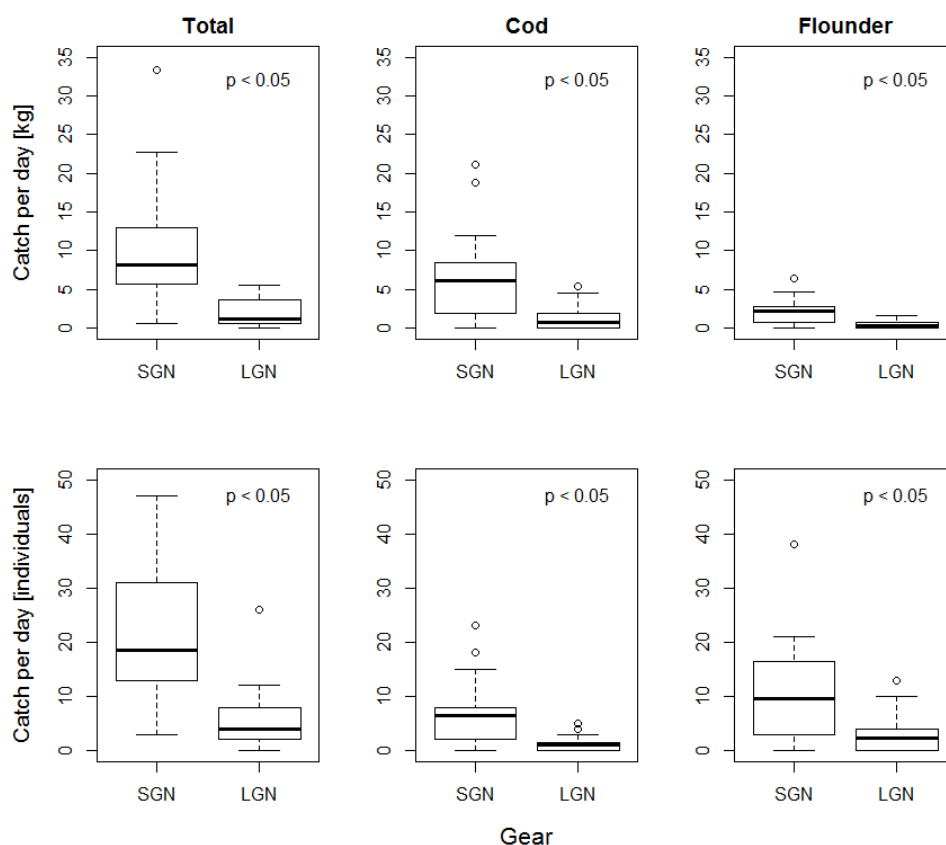 Total
Cod
Flounder
Catch per day [kg]
35
30
25
20
15
10
5
0
p < 0.05
SGN
LGN
35
30
25
20
15
10
5
0
p < 0.05
SGN
LGN
35
30
25
20
15
10
5
0
p < 0.05
SGN
LGN
Catch per day [individuals]
50
40
30
20
10
0
p < 0.05
SGN
LGN
50
40
30
20
10
0
p < 0.05
SGN
LGN
50
40
30
20
10
0
p < 0.05
SGN
LGN
Gear